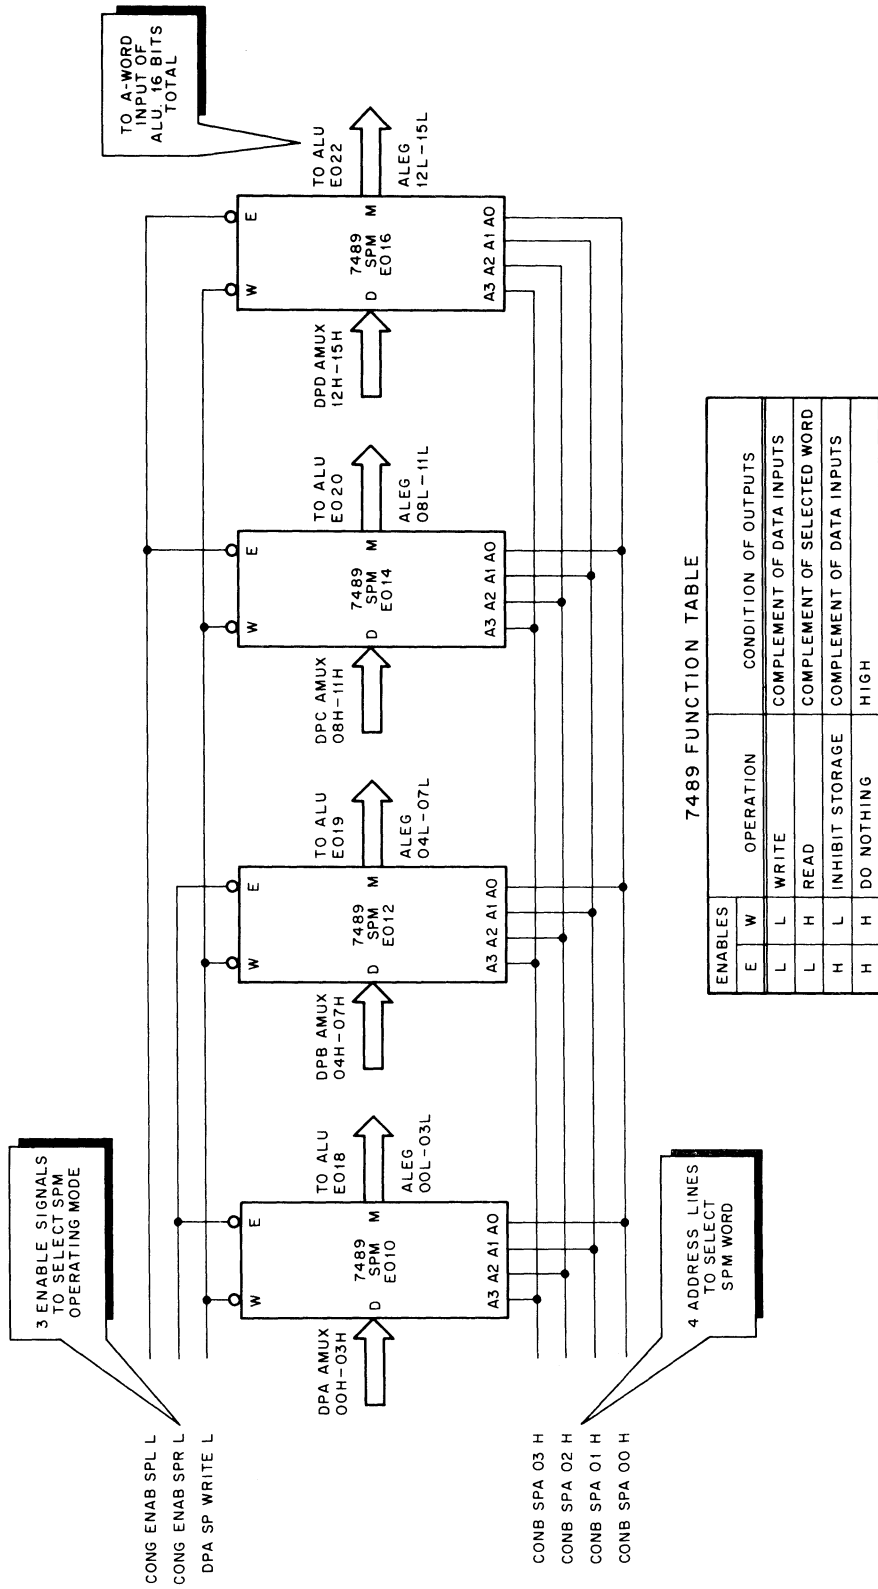 3 ENABLE SIGNALS
TO SELECT SPM
OPERATING MODE
TO A-WORD
INPUT OF
ALU. 16 BITS
TOTAL
CONG ENAB SPL L
CONG ENAB SPR L
DPA SP WRITE L
DPA AMUX
00H-03H
W
E
D
7489
SPM
E010
M
A3 A2 A1 A0
TO ALU
E018
ALEG
00L-03L
DPB AMUX
04H-07H
W
E
D
7489
SPM
E012
M
A3 A2 A1 A0
TO ALU
E019
ALEG
04L-07L
DPC AMUX
08H-11H
W
E
D
7489
SPM
E014
M
A3 A2 A1 A0
TO ALU
E020
ALEG
08L-11L
DPD AMUX
12H-15H
W
E
D
7489
SPM
E016
M
A3 A2 A1 A0
TO ALU
E022
ALEG
12L-15L
CONB SPA 03 H
CONB SPA 02 H
CONB SPA 01 H
CONB SPA 00 H
4 ADDRESS LINES
TO SELECT
SPM WORD
7489 FUNCTION TABLE
ENABLES
E W OPERATION CONDITION OF OUTPUTS
L L WRITE COMPLEMENT OF DATA INPUTS
L H READ COMPLEMENT OF SELECTED WORD
H L INHIBIT STORAGE COMPLEMENT OF DATA INPUTS
H H DO NOTHING HIGH